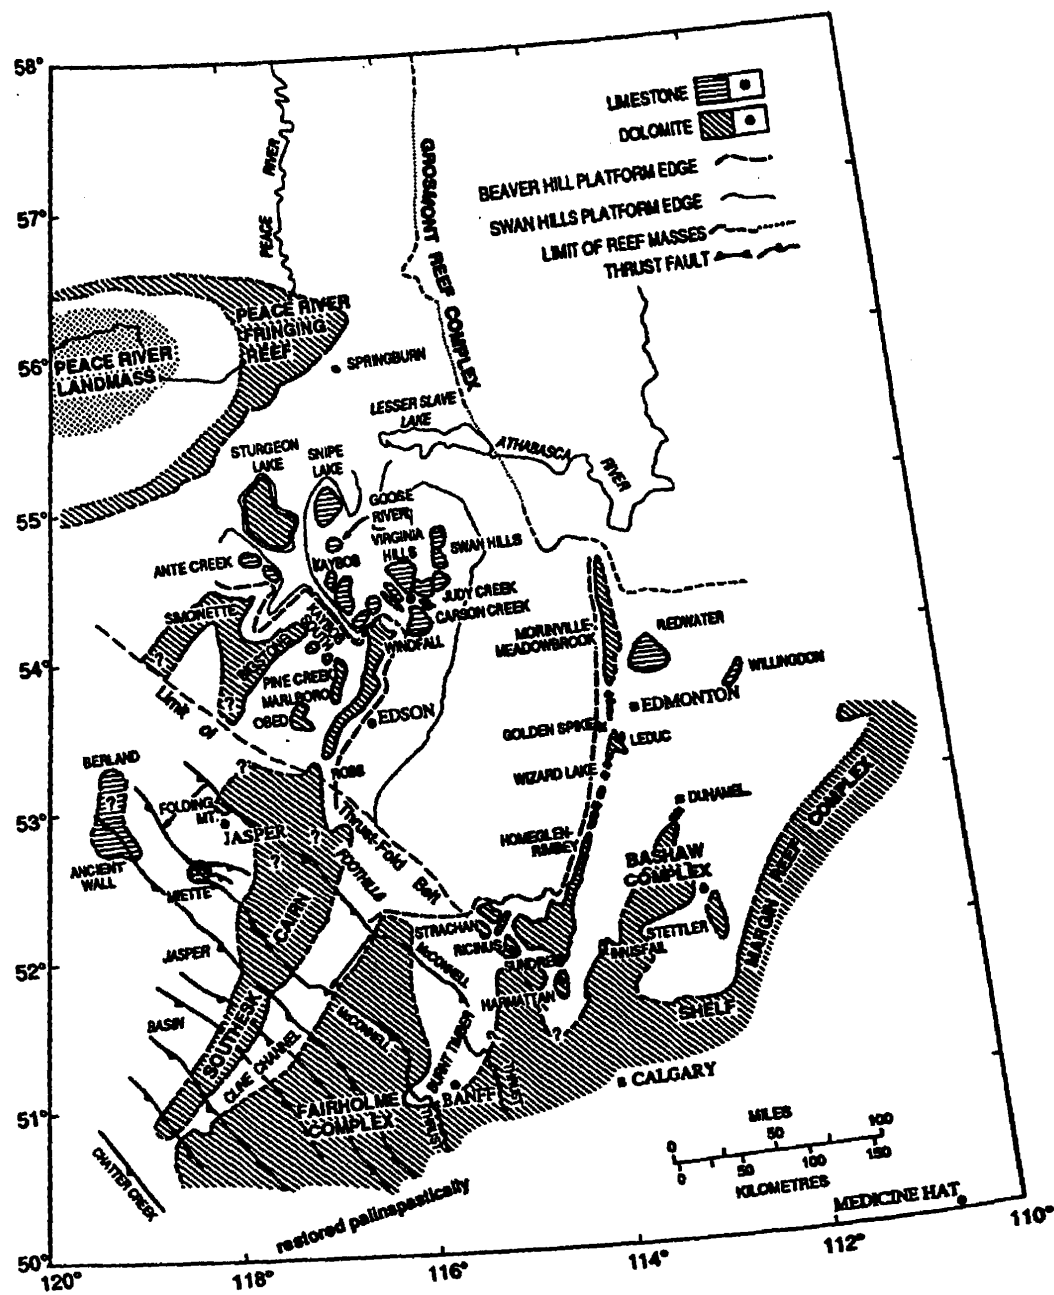 58°
57°
56°
55°
54°
53°
52°
51°
50°
120°
118°
116°
114°
112°
110°
LIMESTONE
DOLOMITE
BEAVER HILL PLATFORM EDGE
SWAN HILLS PLATFORM EDGE
LIMIT OF REEF MASSES
THRUST FAULT
PEACE RIVER
GROSMONT REEF COMPLEX
PEACE RIVER
FRINGING
REEF
PEACE RIVER
LANDMASS
SPRINGBURN
LESSER SLAVE
LAKE
ATHABASCA
RIVER
STURGEON
LAKE
SNIPE
LAKE
GOOSE
RIVER
VIRGINIA
HILLS
SWAN HILLS
ANTE CREEK
KAYBOB
JUDY CREEK
CARSON CREEK
SIMONETTE
WINDFALL
PINE CREEK
MARLBORO
OBED
EDSON
MORINVILLE-
MEADOWBROOK
REDWATER
WILLINGDON
EDMONTON
GOLDEN SPIKE
LEDUC
WIZARD LAKE
DUHAMEL
HOMEGLEN-
RIMBEY
BASHAW
COMPLEX
STETTLER
INNISFAIL
Limit of
Thrust-Fold
Belt
BERLAND
?
ANCIENT
WALL
FOLDING
MT.
JASPER
?
?
?
?
?
FOOTHILLS
MIETTE
CAIRN
JASPER
BASIN
SOUTHESK
CLINE CHANNEL
McCONNELL
McCONNELL
STRACHAN
RICINUS
SUNDRE
HARMATTAN
?
?
BURNT TIMBER
THRUST
BANFF
THRUST
FAIRHOLME
COMPLEX
CHATTER CREEK
restored palinspastically
SHELF
MARGIN REEF COMPLEX
CALGARY
MILES
0 50 100
0 50 100 150
KILOMETRES
MEDICINE HAT